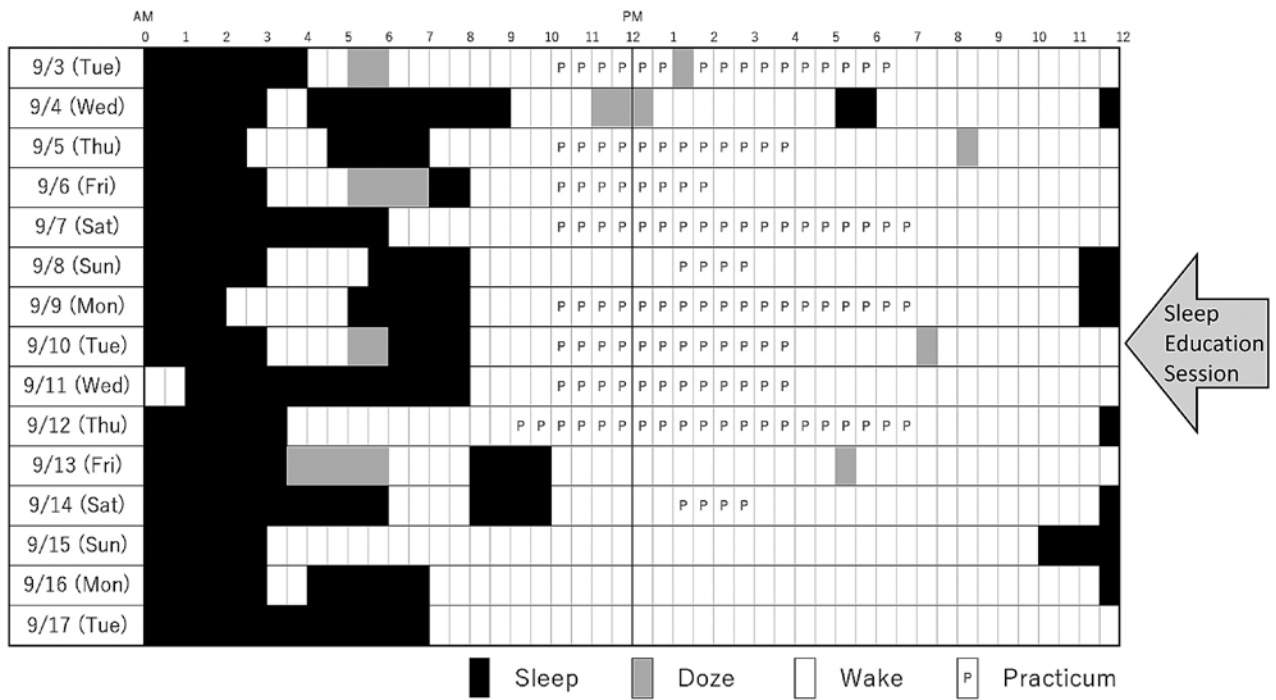 AM PM
0 1 2 3 4 5 6 7 8 9 10 11 12 1 2 3 4 5 6 7 8 9 10 11 12
9/3 (Tue) P P P P P P P P P P P P P P P P
9/4 (Wed)
9/5 (Thu) P P P P P P P P P P P P
9/6 (Fri) P P P P P P P P
9/7 (Sat) P P P P P P P P P P P P P P P P P P
9/8 (Sun) P P P P
9/9 (Mon) P P P P P P P P P P P P P P P P P P
9/10 (Tue) P P P P P P P P P P P P
9/11 (Wed) P P P P P P P P P P P P
9/12 (Thu) P P P P P P P P P P P P P P P P P P P P
9/13 (Fri)
9/14 (Sat) P P P P
9/15 (Sun)
9/16 (Mon)
9/17 (Tue)
Sleep
Education
Session
Sleep Doze Wake P Practicum